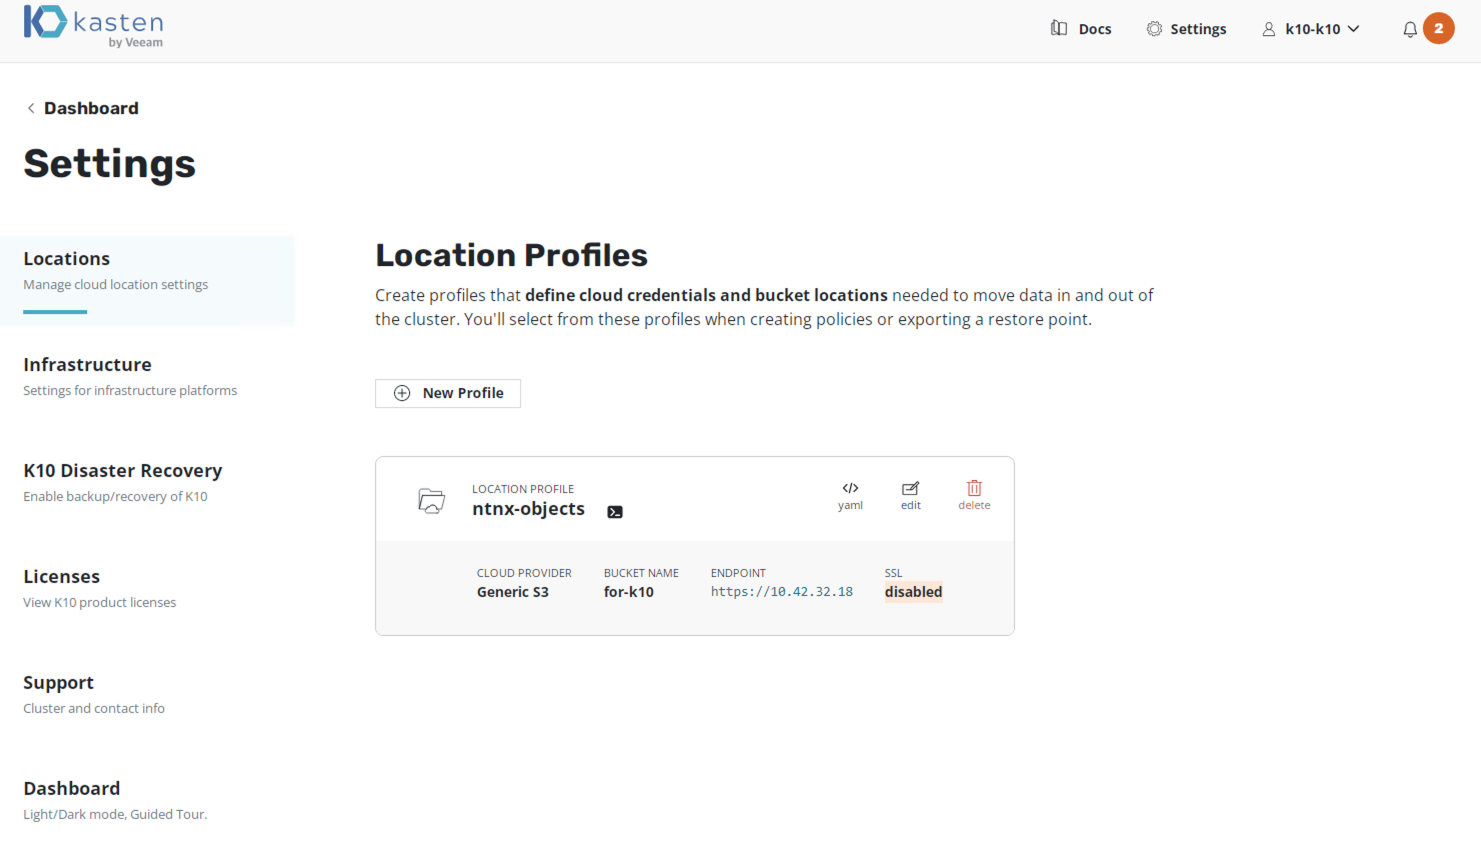 kasten
by Veeam
Docs
Settings
k10-k10
2
Dashboard
Settings
Locations
Manage cloud location settings
Infrastructure
Settings for infrastructure platforms
K10 Disaster Recovery
Enable backup/recovery of K10
Licenses
View K10 product licenses
Support
Cluster and contact info
Dashboard
Light/Dark mode, Guided Tour.
Location Profiles
Create profiles that define cloud credentials and bucket locations needed to move data in and out of
the cluster. You'll select from these profiles when creating policies or exporting a restore point.
New Profile
LOCATION PROFILE
ntnx-objects
yaml
edit
delete
CLOUD PROVIDER
Generic S3
BUCKET NAME
for-k10
ENDPOINT
https://10.42.32.18
SSL
disabled